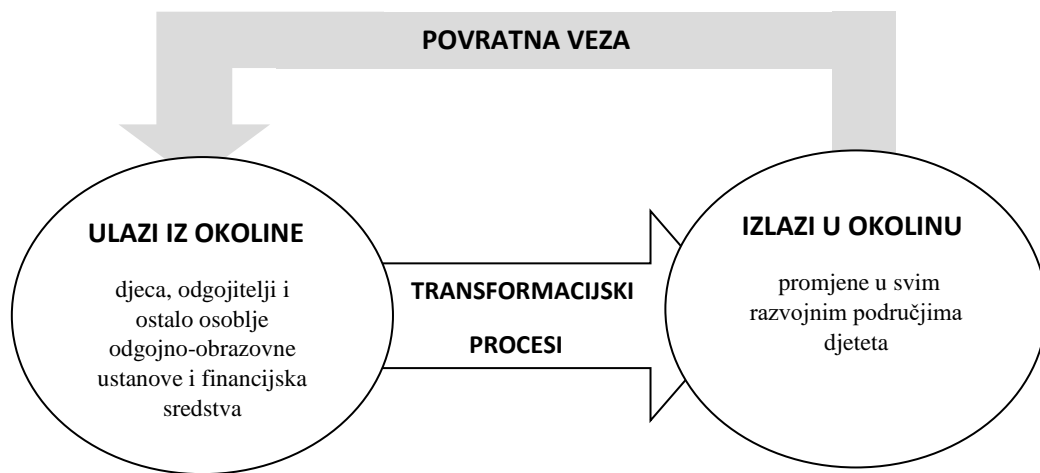 POVRATNA VEZA
ULAZI IZ OKOLINE
djeca, odgojitelji i
ostalo osoblje
odgojno-obrazovne
ustanove i financijska
sredstva
TRANSFORMACIJSKI
PROCESI
IZLAZI U OKOLINU
promjene u svim
razvojnim područjima
djeteta